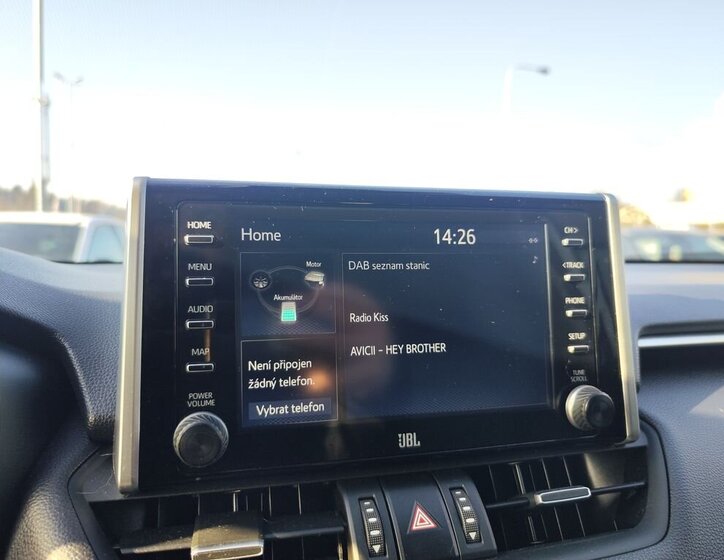 HOME
MENU
AUDIO
MAP
POWER
VOLUME
Home
14:26
Motor
Akumulátor
Není připojen
žádný telefon.
Vybrat telefon
DAB seznam stanic
Radio Kiss
AVICII - HEY BROTHER
CH>
<TRACK
PHONE
SETUP
TUNE
SCROLL
JBL